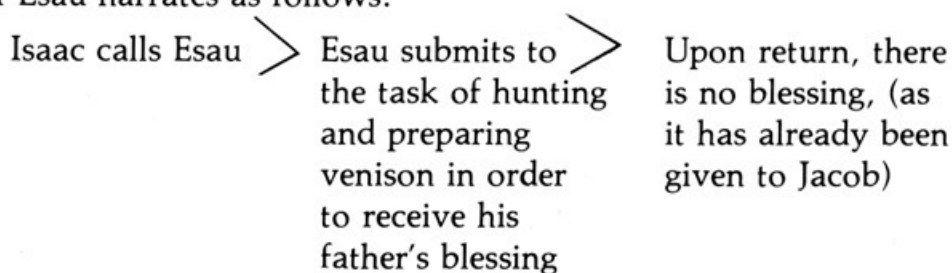 Esau narrates as follows:
Isaac calls Esau > Esau submits to > Upon return, there
the task of hunting is no blessing, (as
and preparing it has already been
venison in order given to Jacob)
to receive his
father's blessing